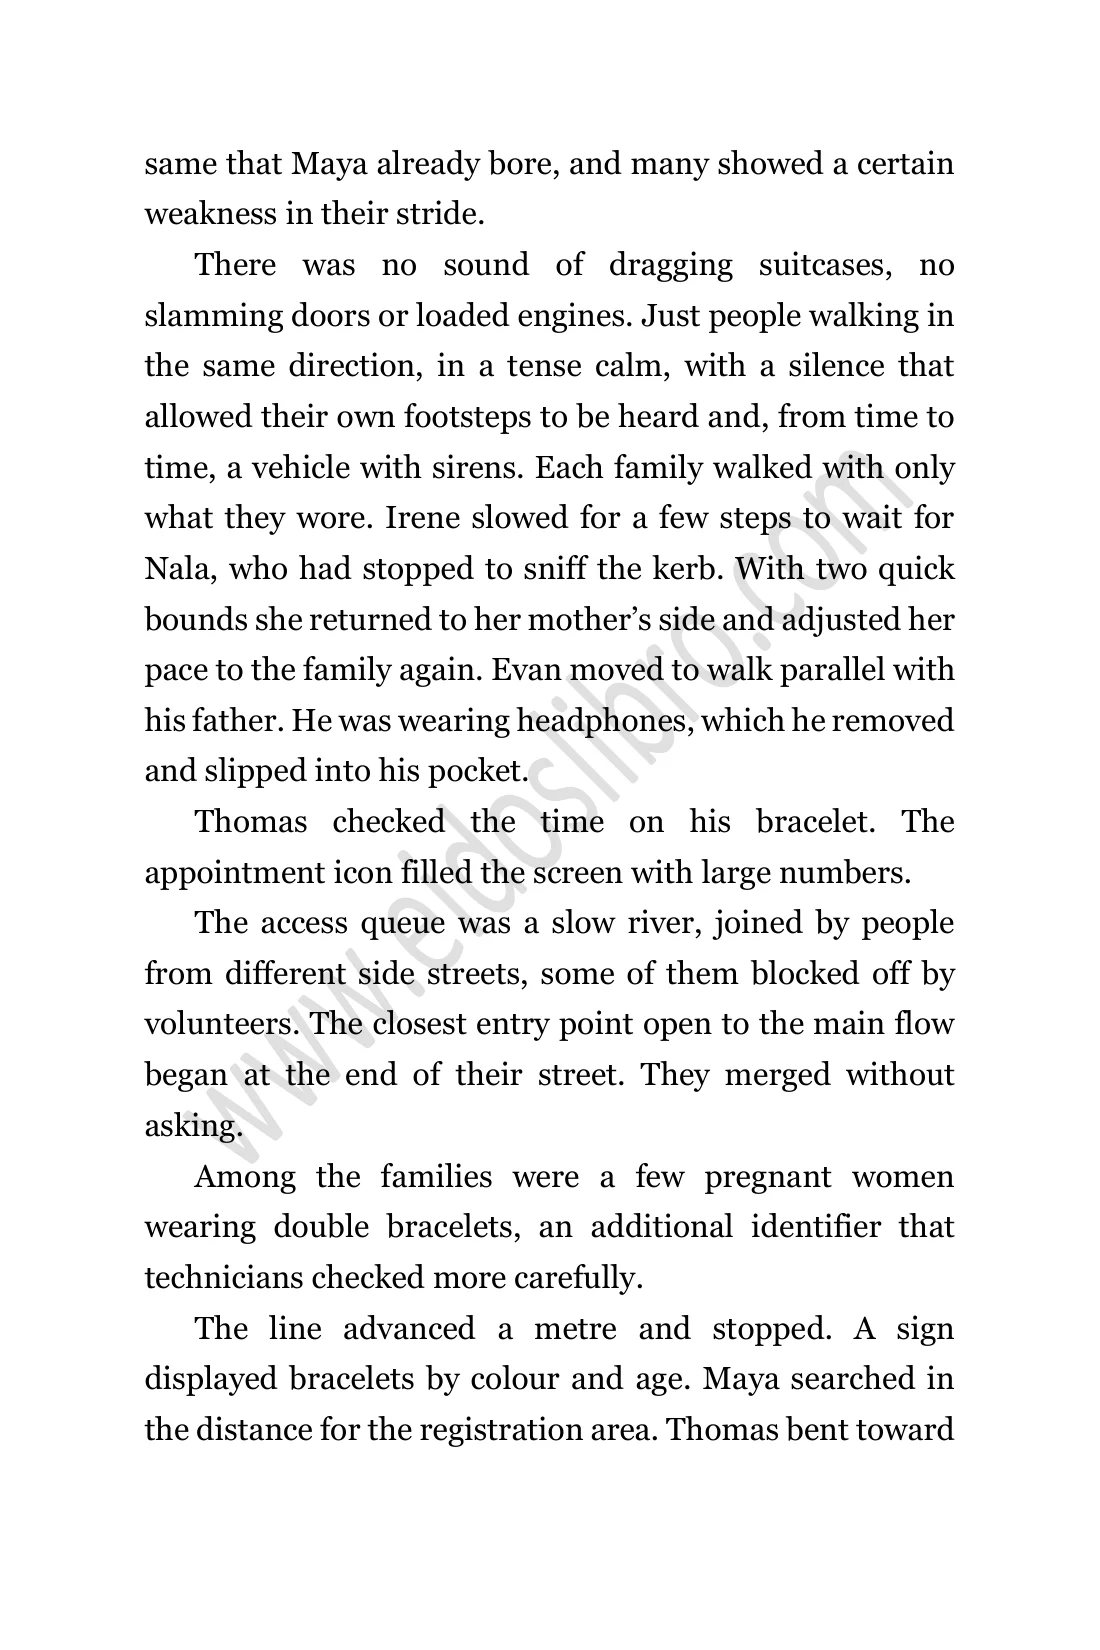 same that Maya already bore, and many showed a certain
weakness in their stride.
There was no sound of dragging suitcases, no
slamming doors or loaded engines. Just people walking in
the same direction, in a tense calm, with a silence that
allowed their own footsteps to be heard and, from time to
time, a vehicle with sirens. Each family walked with only
what they wore. Irene slowed for a few steps to wait for
Nala, who had stopped to sniff the kerb. With two quick
bounds she returned to her mother’s side and adjusted her
pace to the family again. Evan moved to walk parallel with
his father. He was wearing headphones, which he removed
and slipped into his pocket.
Thomas checked the time on his bracelet. The
appointment icon filled the screen with large numbers.
The access queue was a slow river, joined by people
from different side streets, some of them blocked off by
volunteers. The closest entry point open to the main flow
began at the end of their street. They merged without
asking.
Among the families were a few pregnant women
wearing double bracelets, an additional identifier that
technicians checked more carefully.
The line advanced a metre and stopped. A sign
displayed bracelets by colour and age. Maya searched in
the distance for the registration area. Thomas bent toward
www.eidoslibro.com